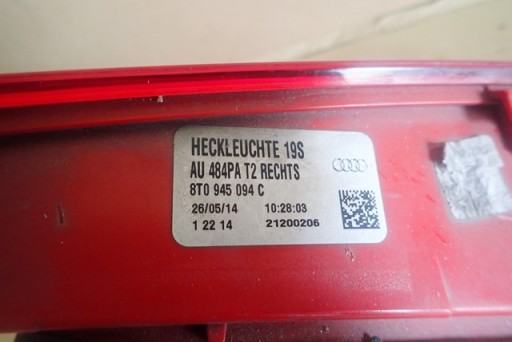 HECKLEUCHTE 19S
AU 484PA T2 RECHTS
8T0 945 094 C
26/05/14 10:28:03
1 22 14 21200206